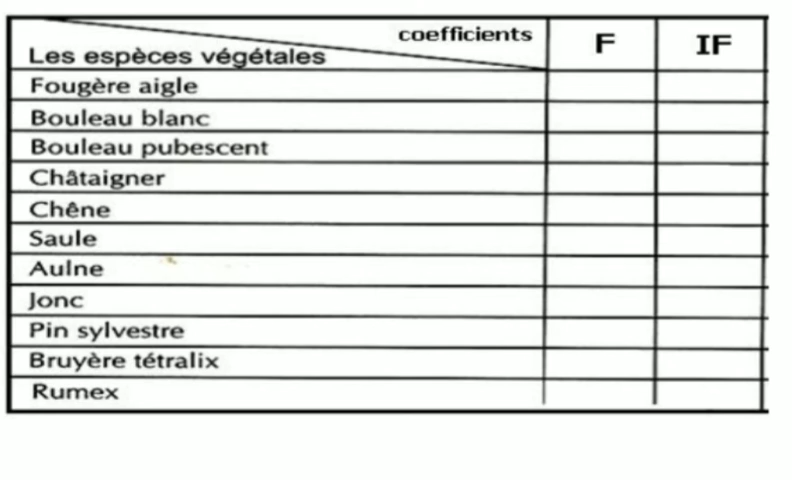 coefficients F IF
Les espèces végétales
Fougère aigle
Bouleau blanc
Bouleau pubescent
Châtaigner
Chêne
Saule
Aulne
Jonc
Pin sylvestre
Bruyère tétralix
Rumex